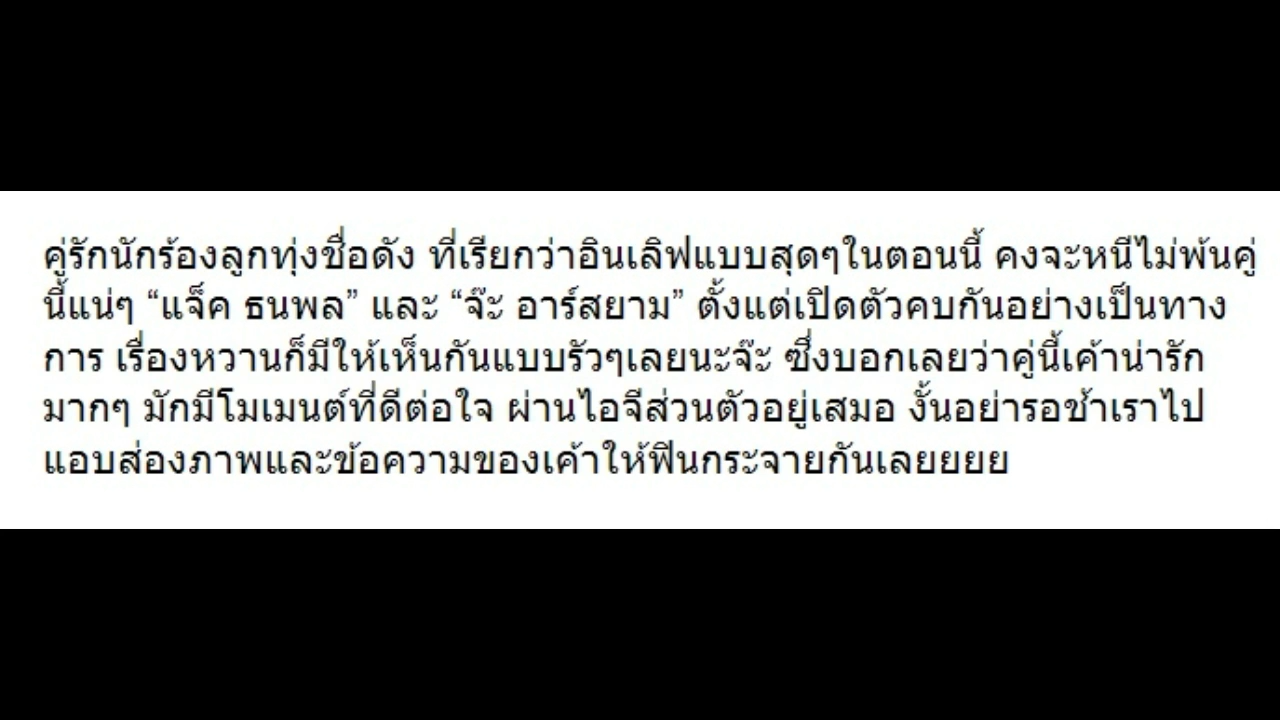 คู่รักนักร้องลูกทุ่งชื่อดัง ที่เรียกว่าอินเลิฟแบบสุดๆในตอนนี้ คงจะหนีไม่พ้นคู่
นี้แน่ๆ “แจ็ค ธนพล” และ “จ๊ะ อาร์สยาม” ตั้งแต่เปิดตัวคบกันอย่างเป็นทาง
การ เรื่องหวานก็มีให้เห็นกันแบบรัวๆเลยนะจ๊ะ ซึ่งบอกเลยว่าคู่นี้เค้าน่ารัก
มากๆ มักมีโมเมนต์ที่ดีต่อใจ ผ่านไอจีส่วนตัวอยู่เสมอ งั้นอย่ารอช้าเราไป
แอบส่องภาพและข้อความของเค้าให้ฟินกระจายกันเลยยยย